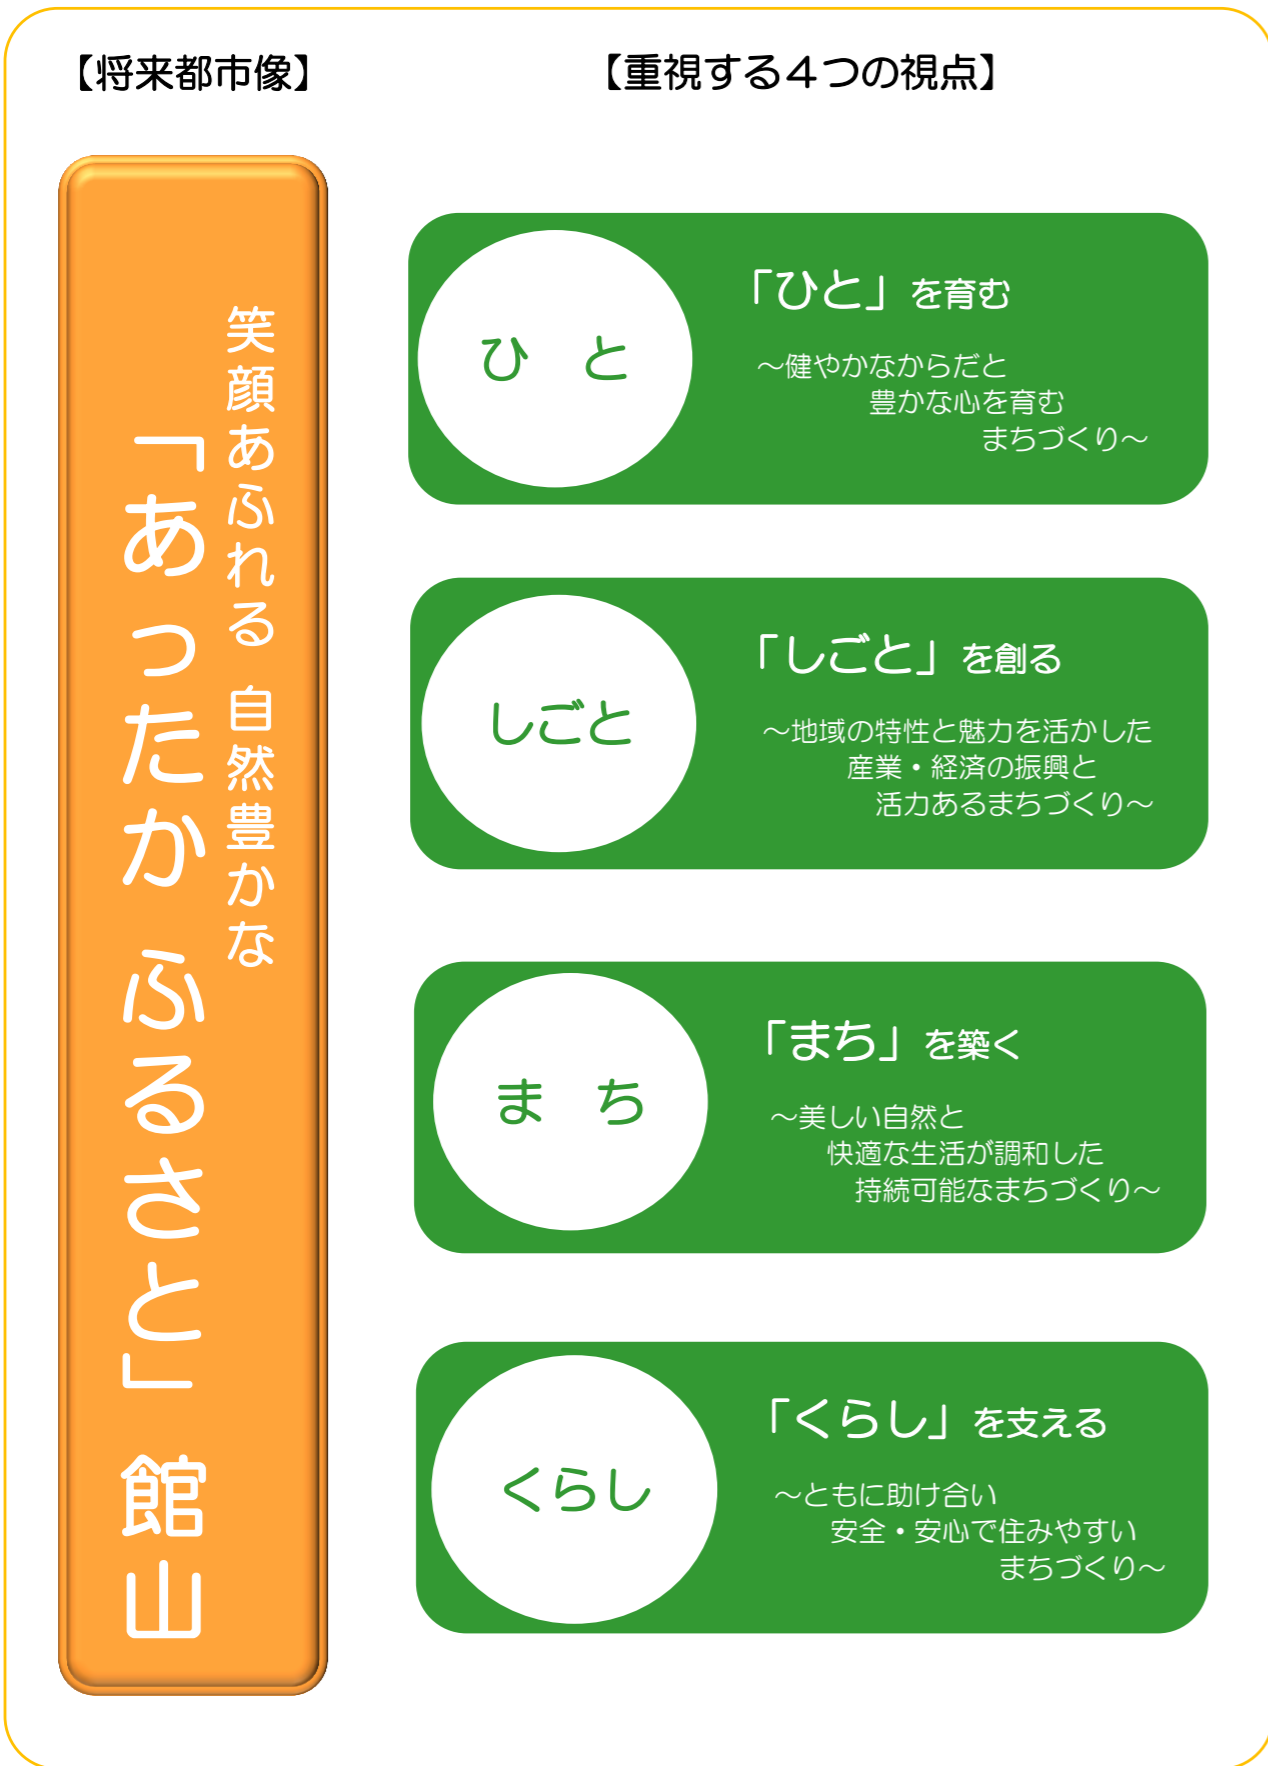 【将来都市像】
【重視する４つの視点】
笑顔あふれる 自然豊かな
「あったか ふるさと」 館山
ひ と
「ひと」を育む
～健やかなからだと
豊かな心を育む
まちづくり～
しごと
「しごと」を創る
～地域の特性と魅力を活かした
産業・経済の振興と
活力あるまちづくり～
ま ち
「まち」を築く
～美しい自然と
快適な生活が調和した
持続可能なまちづくり～
くらし
「くらし」を支える
～ともに助け合い
安全・安心で住みやすい
まちづくり～